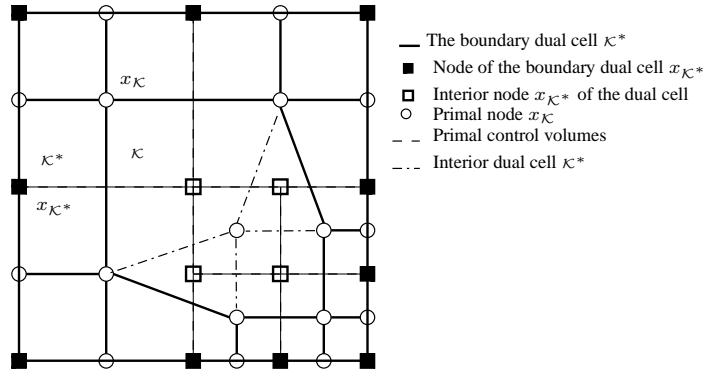 The boundary dual cell 𝒦*
Node of the boundary dual cell x_𝒦*
x_𝒦
Interior node x_𝒦* of the dual cell
Primal node x_𝒦
Primal control volumes
𝒦* 𝒦
Interior dual cell 𝒦*
x_𝒦*